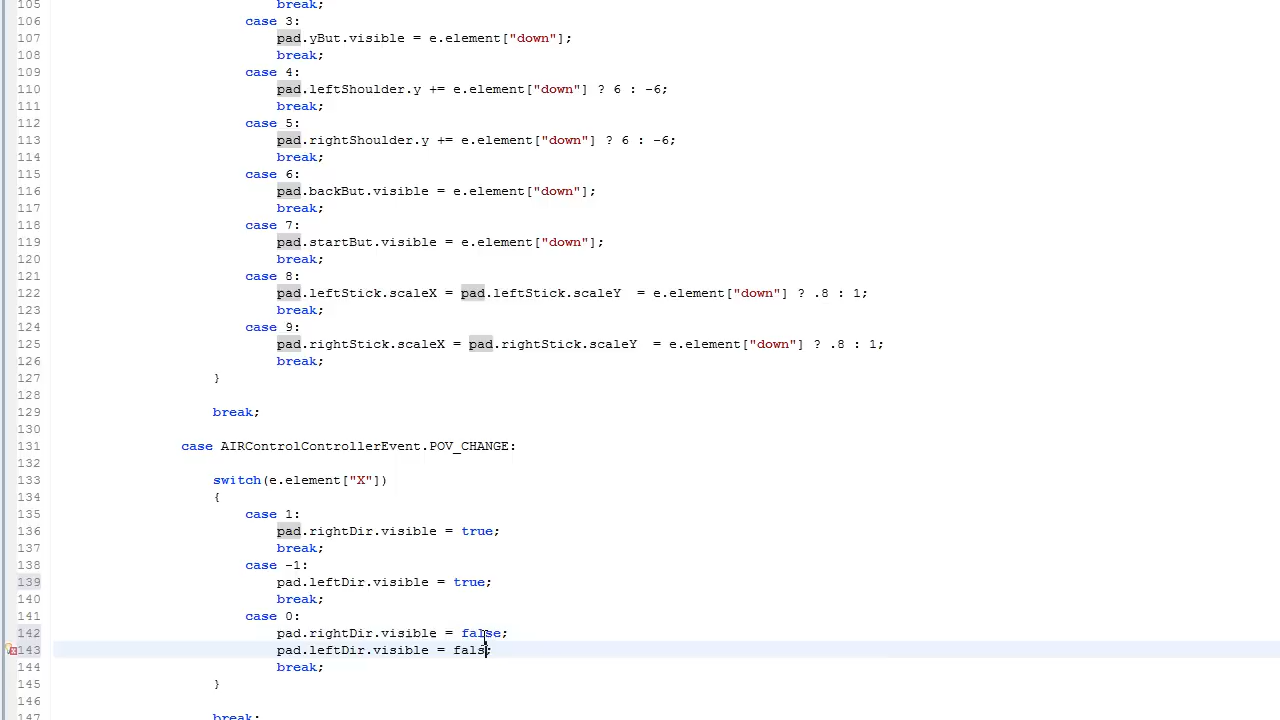 105 break;
106 case 3:
107 pad.yBut.visible = e.element["down"];
108 break;
109 case 4:
110 pad.leftShoulder.y += e.element["down"] ? 6 : -6;
111 break;
112 case 5:
113 pad.rightShoulder.y += e.element["down"] ? 6 : -6;
114 break;
115 case 6:
116 pad.backBut.visible = e.element["down"];
117 break;
118 case 7:
119 pad.startBut.visible = e.element["down"];
120 break;
121 case 8:
122 pad.leftStick.scaleX = pad.leftStick.scaleY  = e.element["down"] ? .8 : 1;
123 break;
124 case 9:
125 pad.rightStick.scaleX = pad.rightStick.scaleY  = e.element["down"] ? .8 : 1;
126 break;
127 }
128
129 break;
130
131 case AIRControlControllerEvent.POV_CHANGE:
132
133 switch(e.element["X"])
134 {
135 case 1:
136 pad.rightDir.visible = true;
137 break;
138 case -1:
139 pad.leftDir.visible = true;
140 break;
141 case 0:
142 pad.rightDir.visible = false;
143 pad.leftDir.visible = fals;
144 break;
145 }
146
147 break;